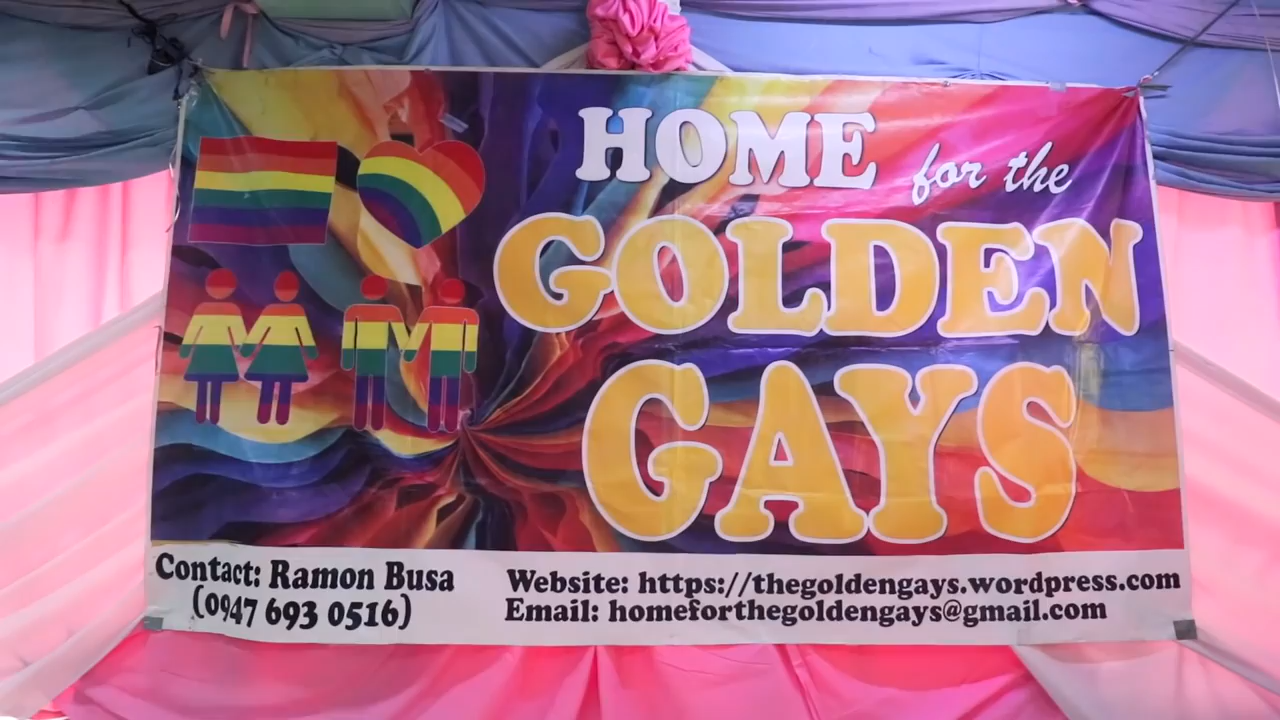 HOME for the
GOLDEN
GAYS
Contact: Ramon Busa
(0947 693 0516)
Website: https://thegoldengays.wordpress.com
Email: homeforthegoldengays@gmail.com